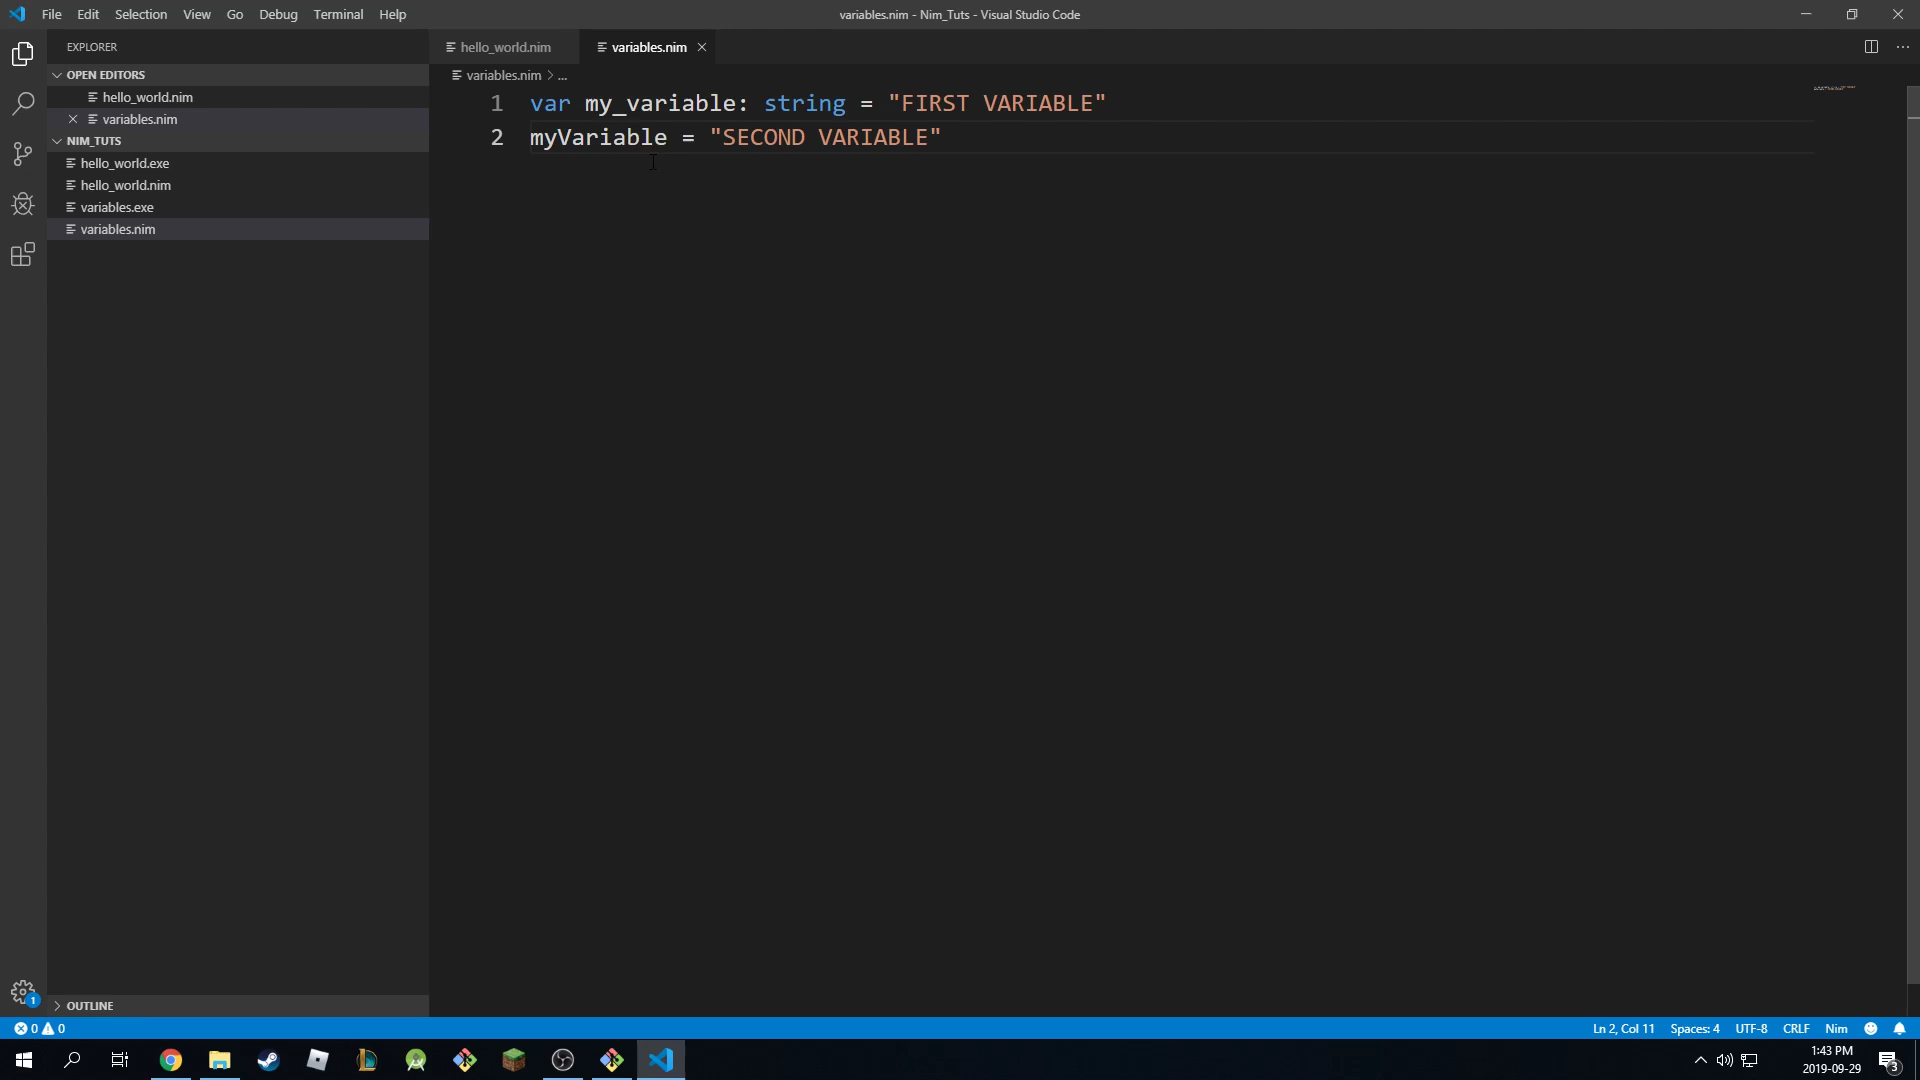 File Edit Selection View Go Debug Terminal Help
variables.nim - Nim_Tuts - Visual Studio Code
EXPLORER
OPEN EDITORS
hello_world.nim
variables.nim
NIM_TUTS
hello_world.exe
hello_world.nim
variables.exe
variables.nim
OUTLINE
hello_world.nim
variables.nim
variables.nim > ...
1 var my_variable: string = "FIRST VARIABLE"
2 myVariable = "SECOND VARIABLE"
1
0 0
Ln 2, Col 11 Spaces: 4 UTF-8 CRLF Nim
1:43 PM
2019-09-29
3